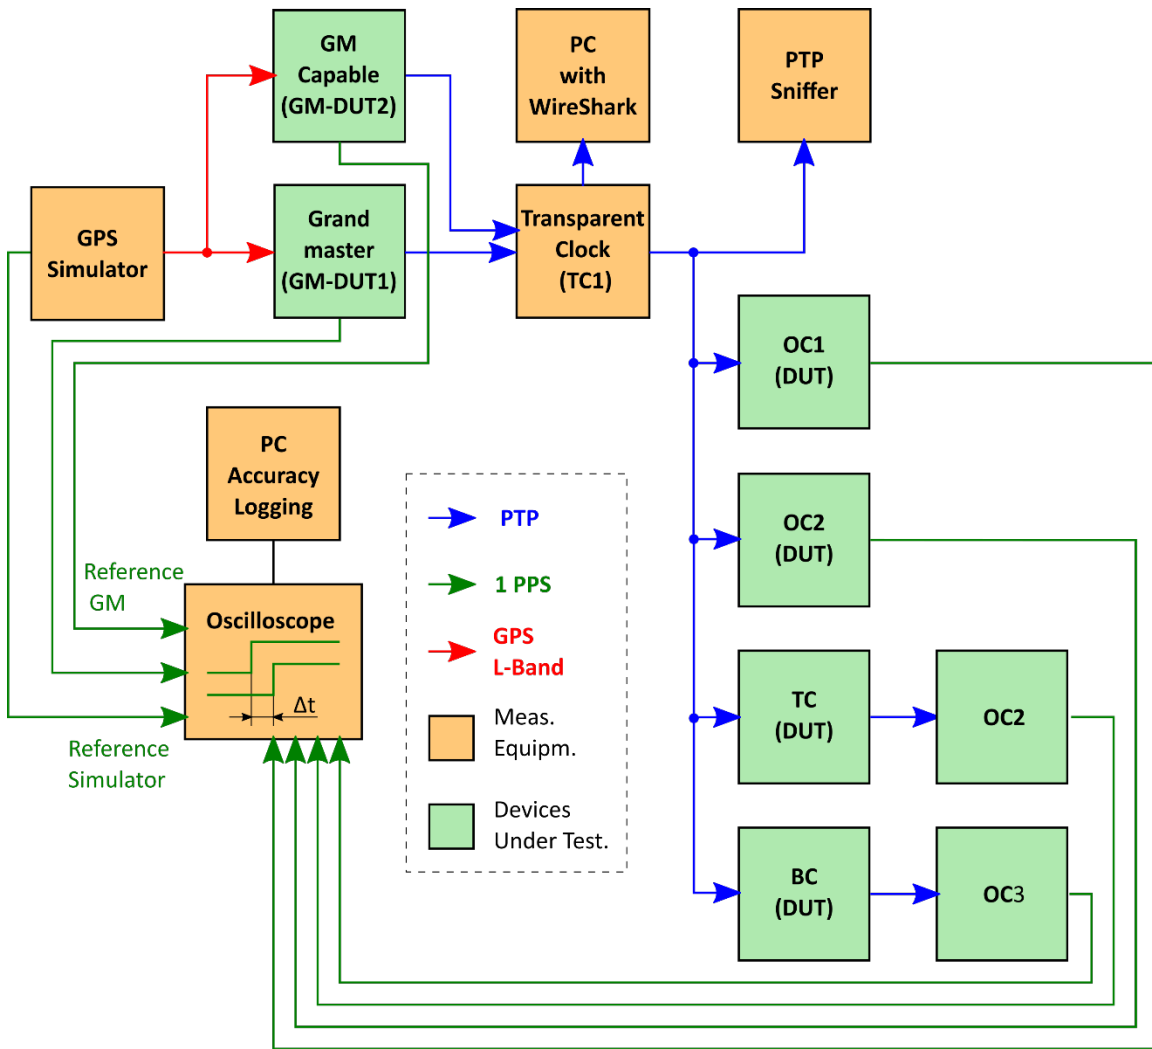 GM
Capable
(GM-DUT2)
PC
with
WireShark
PTP
Sniffer
GPS
Simulator
Grand
master
(GM-DUT1)
Transparent
Clock
(TC1)
OC1
(DUT)
PC
Accuracy
Logging
OC2
(DUT)
PTP
1 PPS
GPS
L-Band
Meas.
Equipm.
Devices
Under Test.
Reference
GM
Oscilloscope
Δt
Reference
Simulator
TC
(DUT)
OC2
BC
(DUT)
OC3